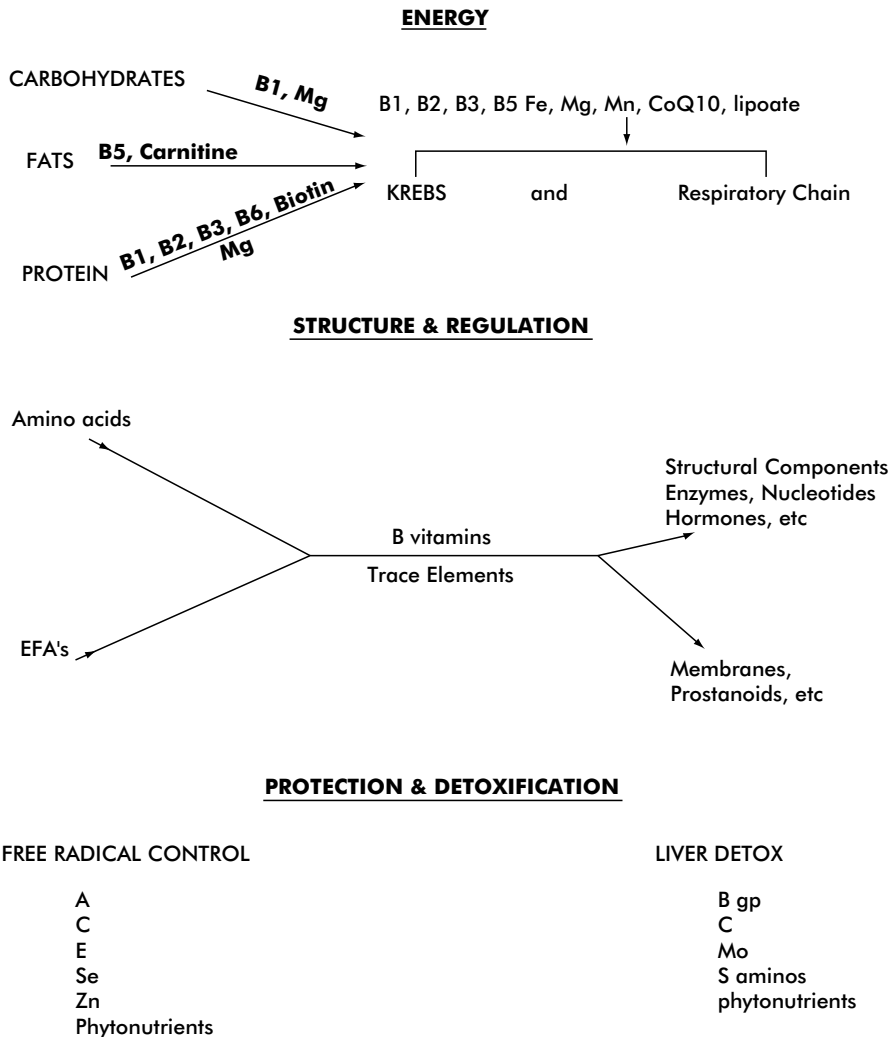 ENERGY
CARBOHYDRATES
B1, Mg
B1, B2, B3, B5 Fe, Mg, Mn, CoQ10, lipoate
FATS
B5, Carnitine
KREBS and Respiratory Chain
B1, B2, B3, B6, Biotin
Mg
PROTEIN
STRUCTURE & REGULATION
Amino acids
Structural Components
Enzymes, Nucleotides
Hormones, etc
B vitamins
Trace Elements
EFA's
Membranes,
Prostanoids, etc
PROTECTION & DETOXIFICATION
FREE RADICAL CONTROL
A
C
E
Se
Zn
Phytonutrients
LIVER DETOX
B gp
C
Mo
S aminos
phytonutrients